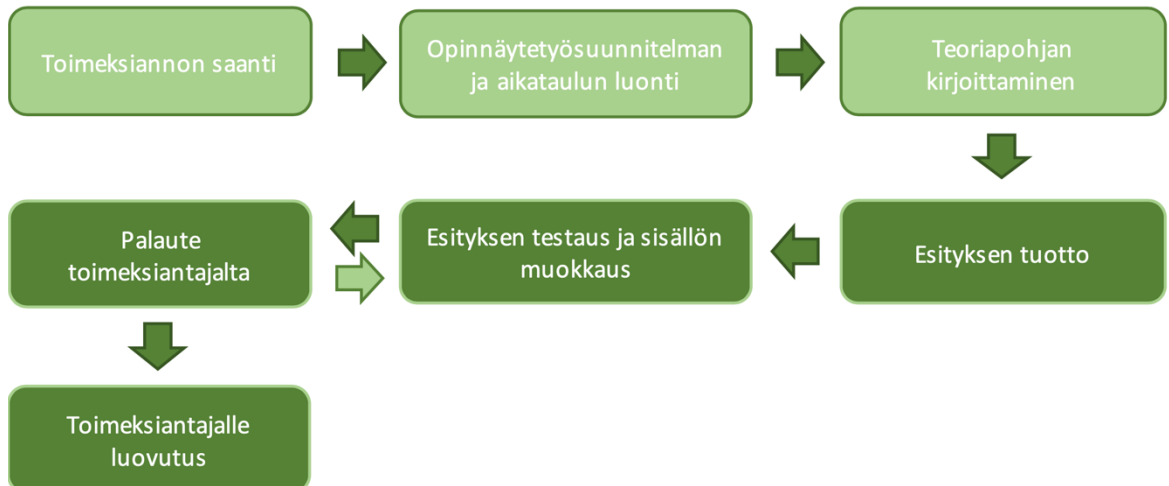 Toimeksiannon saanti
Opinnäytetyösuunnitelman
ja aikataulun luonti
Teoriapohjan
kirjoittaminen
Esityksen tuotto
Esityksen testaus ja sisällön
muokkaus
Palaute
toimeksiantajalta
Toimeksiantajalle
luovutus